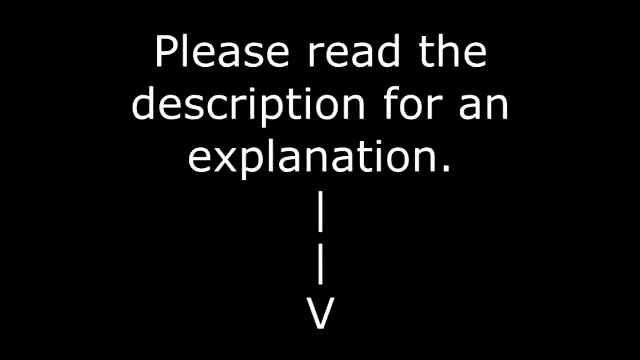 Please read the
description for an
explanation.
|
|
V